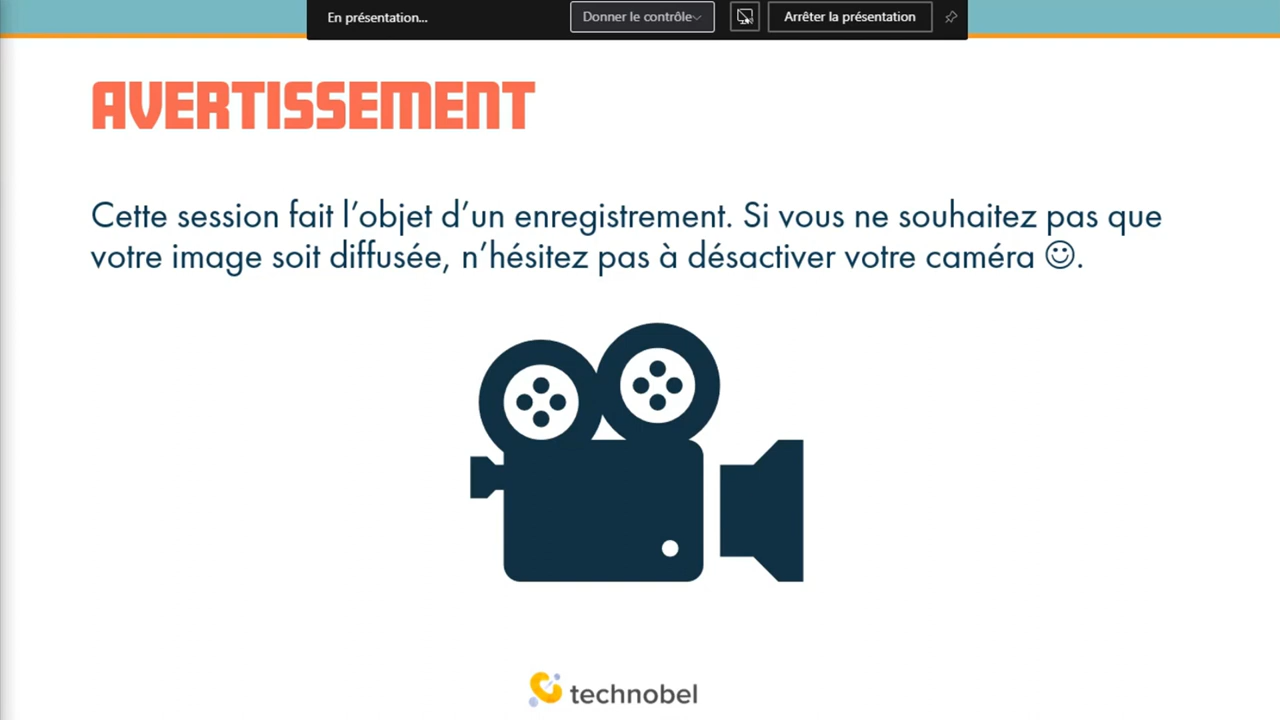 En présentation... Donner le contrôle Arrêter la présentation
AVERTISSEMENT
Cette session fait l’objet d’un enregistrement. Si vous ne souhaitez pas que
votre image soit diffusée, n’hésitez pas à désactiver votre caméra ☺.
technobel